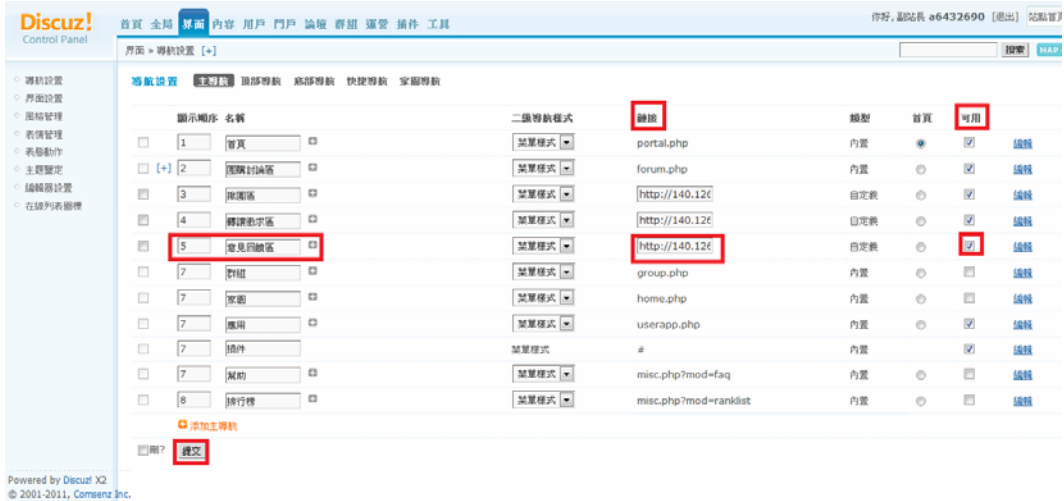 Discuz!
Control Panel
首頁 全局 界面 內容 用戶 門戶 論壇 群組 運營 插件 工具
你好, 副站長 a6432690 [退出] 站點首頁
界面 » 導航設置 [+]
搜索 MAP
導航設置
界面設置
風格管理
表情管理
表態動作
主題鑒定
編輯器設置
在線列表圖標
導航設置 主導航 頂部導航 底部導航 快捷導航 家園導航
顯示順序 名稱 二級導航樣式 鏈接 類型 首頁 可用
1 首頁 菜單樣式 portal.php 內置 編輯
[+] 2 團購討論區 菜單樣式 forum.php 內置 編輯
3 揪團區 菜單樣式 http://140.126 自定義 編輯
4 轉讓徵求區 菜單樣式 http://140.126 自定義 編輯
5 意見回饋區 菜單樣式 http://140.126 自定義 編輯
7 群組 菜單樣式 group.php 內置 編輯
7 家園 菜單樣式 home.php 內置 編輯
7 應用 菜單樣式 userapp.php 內置 編輯
7 插件 菜單樣式 # 內置 編輯
7 幫助 菜單樣式 misc.php?mod=faq 內置 編輯
8 排行榜 菜單樣式 misc.php?mod=ranklist 內置 編輯
添加主導航
刪? 提交
Powered by Discuz! X2
© 2001-2011, Comsenz Inc.